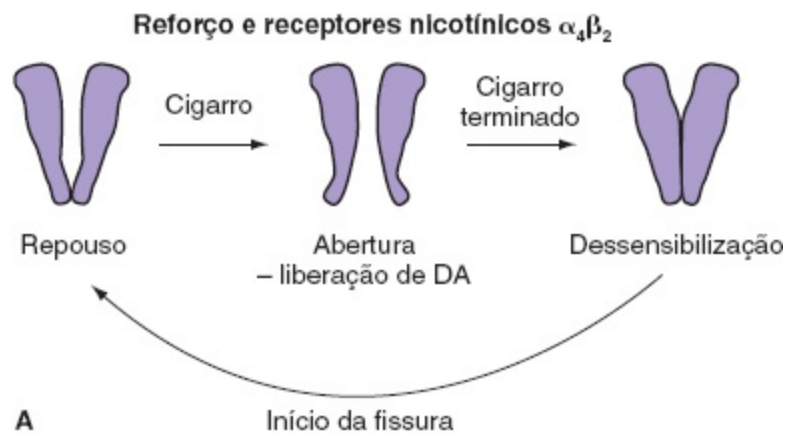 Reforço e receptores nicotínicos α₄β₂
Cigarro
Cigarro
terminado
Repouso
Abertura
– liberação de DA
Dessensibilização
A
Início da fissura